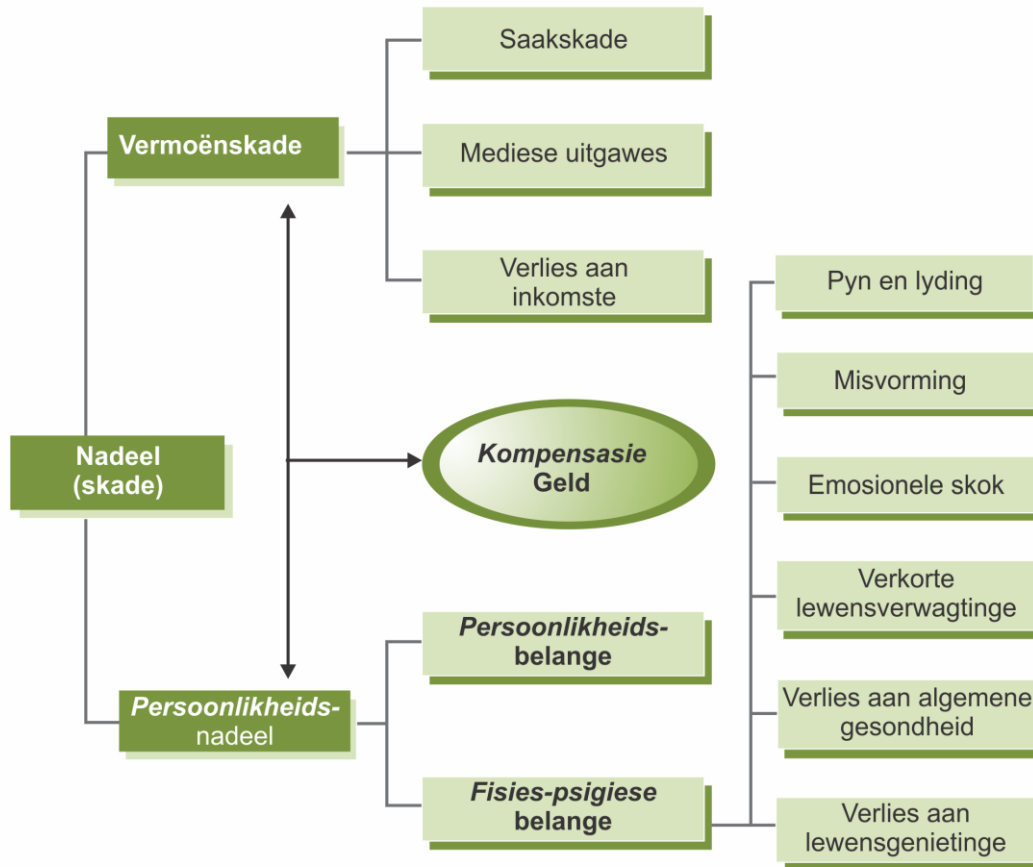 Saakskade
Vermoënskade
Mediese uitgawes
Verlies aan
inkomste
Pyn en lyding
Misvorming
Nadeel
(skade)
Kompensasie
Geld
Emosionele skok
Verkorte
lewensverwagtinge
Persoonlikheids-
belange
Persoonlikheids-
nadeel
Verlies aan algemene
gesondheid
Fisies-psigiese
belange
Verlies aan
lewensgenietinge